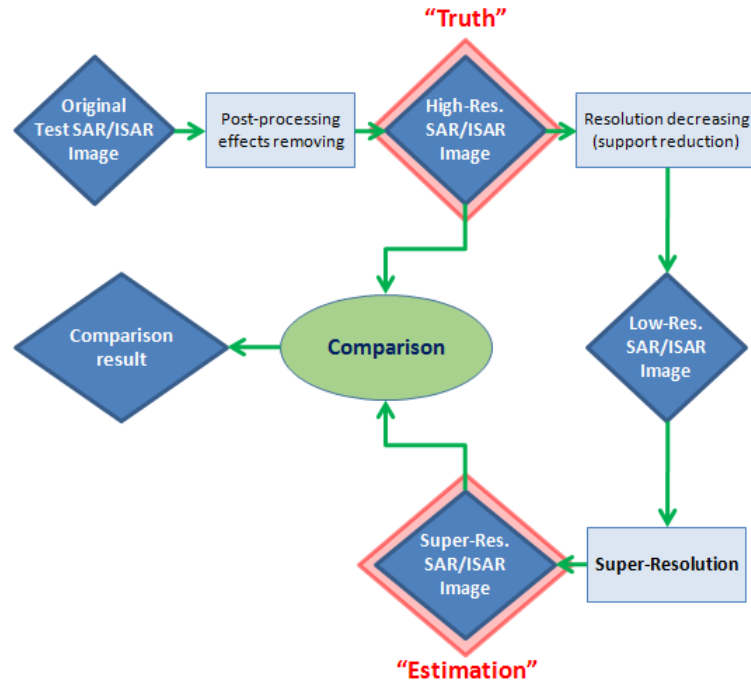 “Truth”
Original
Test SAR/ISAR
Image
Post-processing
effects removing
High-Res.
SAR/ISAR
Image
Resolution decreasing
(support reduction)
Low-Res.
SAR/ISAR
Image
Comparison
result
Comparison
Super-Res.
SAR/ISAR
Image
Super-Resolution
“Estimation”